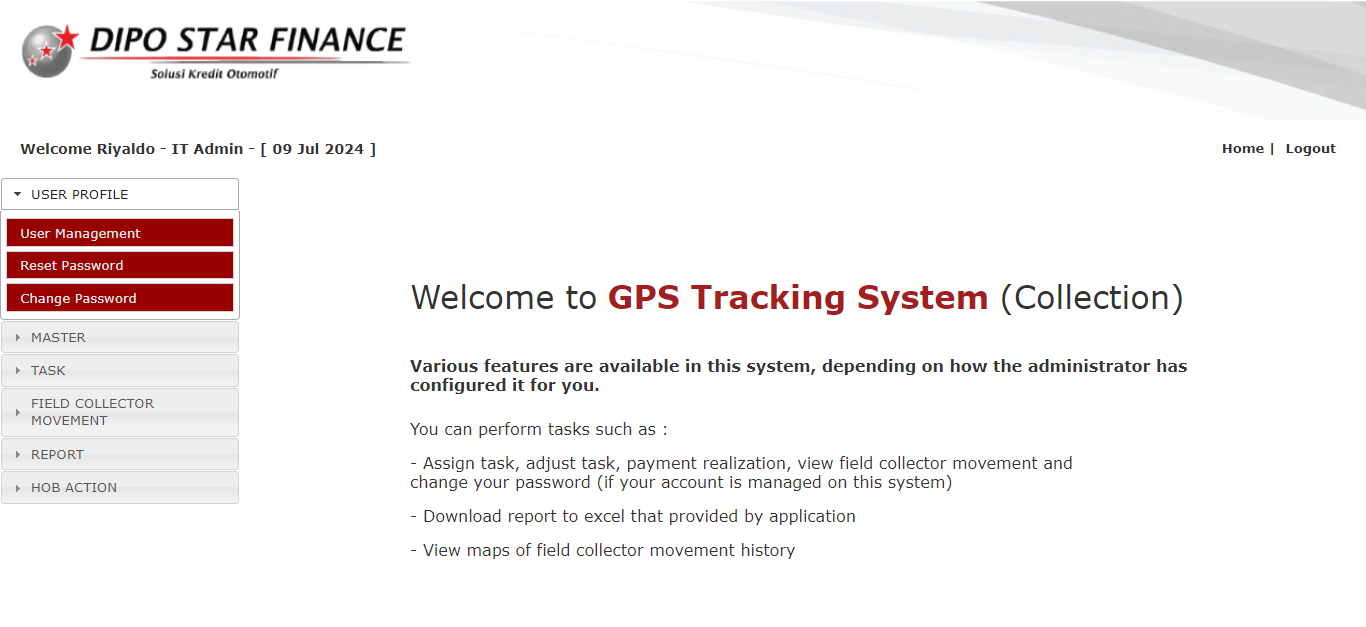 DIPO STAR FINANCE
Solusi Kredit Otomotif
Welcome Riyaldo - IT Admin - [ 09 Jul 2024 ]
Home | Logout
USER PROFILE
User Management
Reset Password
Change Password
MASTER
TASK
FIELD COLLECTOR
MOVEMENT
REPORT
HOB ACTION
Welcome to GPS Tracking System (Collection)
Various features are available in this system, depending on how the administrator has
configured it for you.
You can perform tasks such as :
- Assign task, adjust task, payment realization, view field collector movement and
change your password (if your account is managed on this system)
- Download report to excel that provided by application
- View maps of field collector movement history